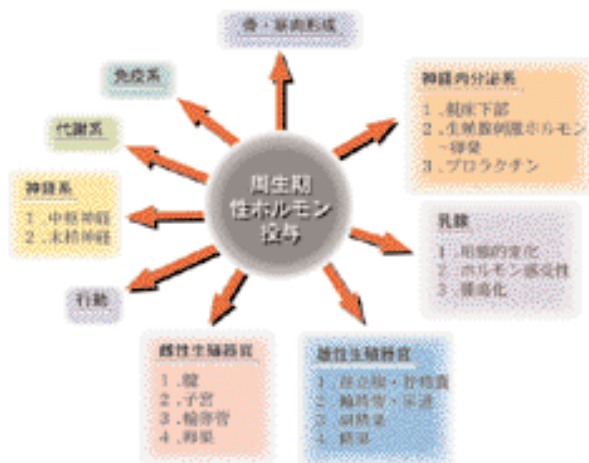 骨・筋肉形成
免疫系
代謝系
神経系
1 中枢神経
2.末梢神経
行動
周生期
性ホルモン
投与
神経内分泌系
1.視床下部
2.生殖腺刺激ホルモン
~卵巣
3.プロラクチン
乳腺
1 形態的変化
2 ホルモン感受性
3 腫瘍化
雌性生殖器官
1.腟
2.子宮
3.輸卵管
4.卵巣
雄性生殖器官
1 前立腺・貯精嚢
2 輸精管・尿道
3 副精巣
4 精巣